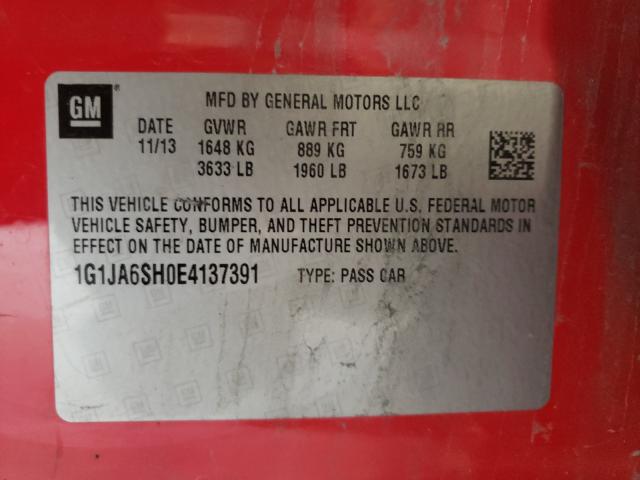 GM
MFD BY GENERAL MOTORS LLC
DATE GVWR GAWR FRT GAWR RR
11/13 1648 KG 889 KG 759 KG
3633 LB 1960 LB 1673 LB
THIS VEHICLE CONFORMS TO ALL APPLICABLE U.S. FEDERAL MOTOR
VEHICLE SAFETY, BUMPER, AND THEFT PREVENTION STANDARDS IN
EFFECT ON THE DATE OF MANUFACTURE SHOWN ABOVE.
1G1JA6SH0E4137391 TYPE: PASS CAR